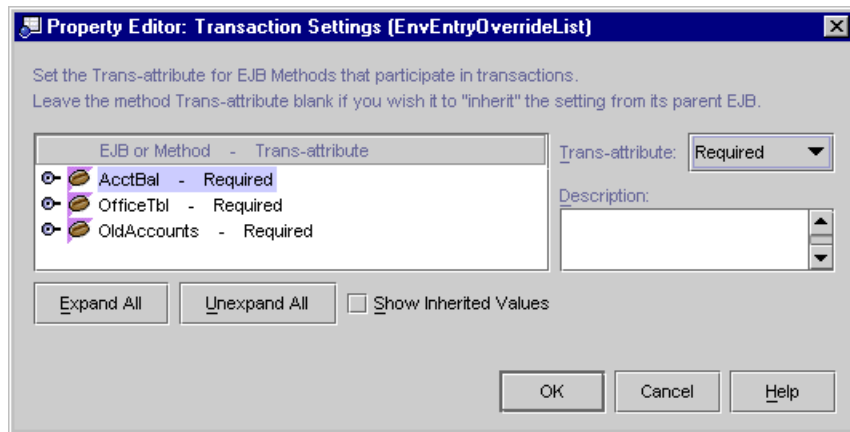 Property Editor: Transaction Settings (EnvEntryOverrideList)
Set the Trans-attribute for EJB Methods that participate in transactions.
Leave the method Trans-attribute blank if you wish it to "inherit" the setting from its parent EJB.
EJB or Method - Trans-attribute
Trans-attribute: Required
AcctBal - Required
OfficeTbl - Required
OldAccounts - Required
Description:
Expand All Unexpand All Show Inherited Values
OK Cancel Help